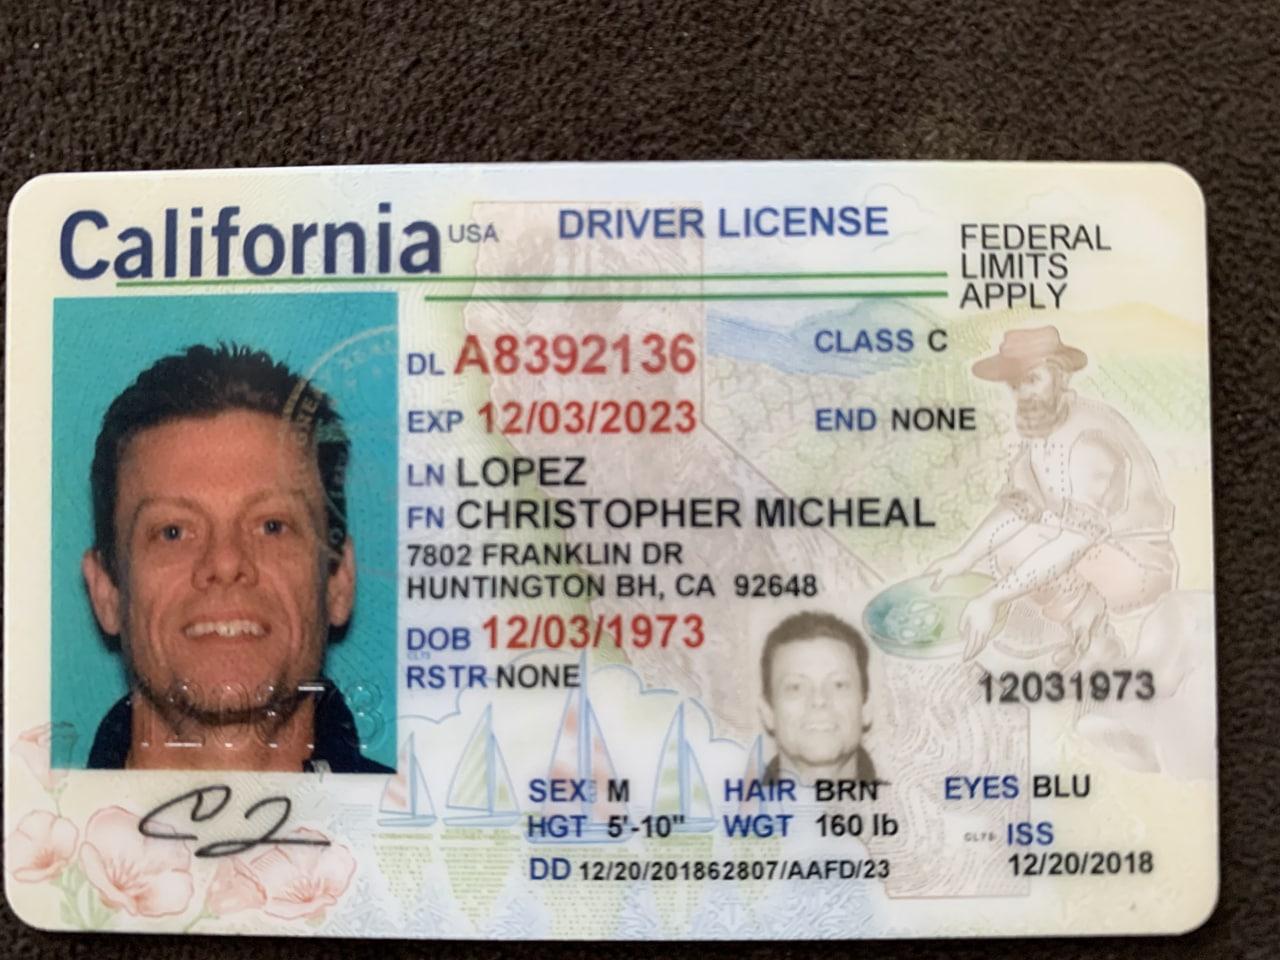 California USA DRIVER LICENSE
FEDERAL
LIMITS
APPLY
DL A8392136
CLASS C
EXP 12/03/2023
END NONE
LN LOPEZ
FN CHRISTOPHER MICHEAL
7802 FRANKLIN DR
HUNTINGTON BH, CA 92648
DOB 12/03/1973
RSTR NONE
12031973
SEX M HAIR BRN EYES BLU
HGT 5'-10" WGT 160 lb ISS
DD 12/20/201862807/AAFD/23 12/20/2018